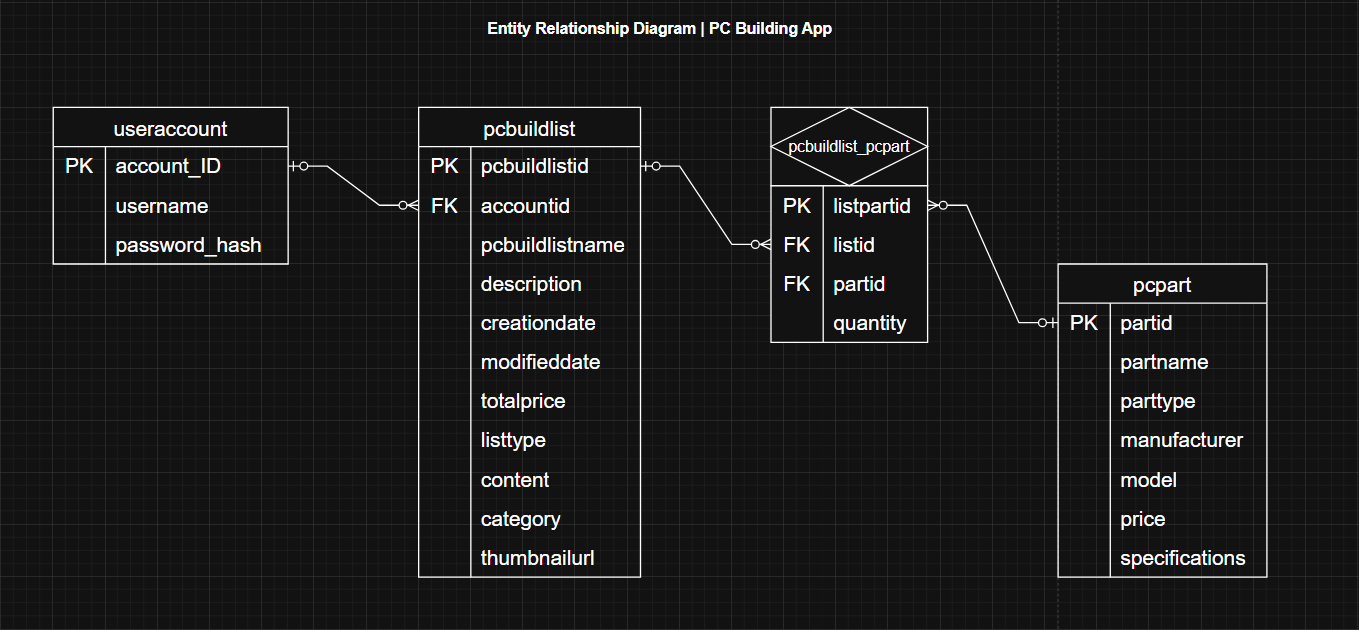 Entity Relationship Diagram | PC Building App
useraccount
PK account_ID
username
password_hash
pcbuildlist
PK pcbuildlistid
FK accountid
pcbuildlistname
description
creationdate
modifieddate
totalprice
listtype
content
category
thumbnailurl
pcbuildlist_pcpart
PK listpartid
FK listid
FK partid
quantity
pcpart
PK partid
partname
parttype
manufacturer
model
price
specifications